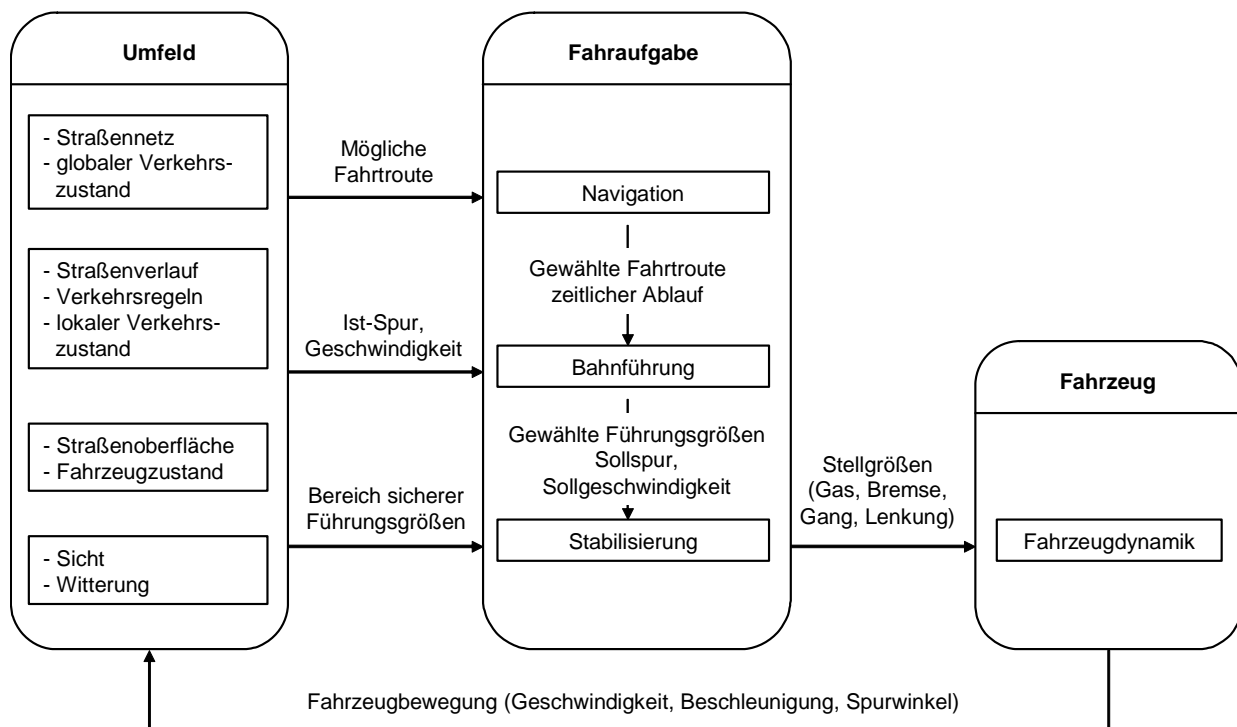 Umfeld
- Straßennetz
- globaler Verkehrs-
zustand
- Straßenverlauf
- Verkehrsregeln
- lokaler Verkehrs-
zustand
- Straßenoberfläche
- Fahrzeugzustand
- Sicht
- Witterung
Mögliche
Fahrtroute
Ist-Spur,
Geschwindigkeit
Bereich sicherer
Führungsgrößen
Fahraufgabe
Navigation
Gewählte Fahrtroute
zeitlicher Ablauf
Bahnführung
Gewählte Führungsgrößen
Sollspur,
Sollgeschwindigkeit
Stabilisierung
Stellgrößen
(Gas, Bremse,
Gang, Lenkung)
Fahrzeug
Fahrzeugdynamik
Fahrzeugbewegung (Geschwindigkeit, Beschleunigung, Spurwinkel)